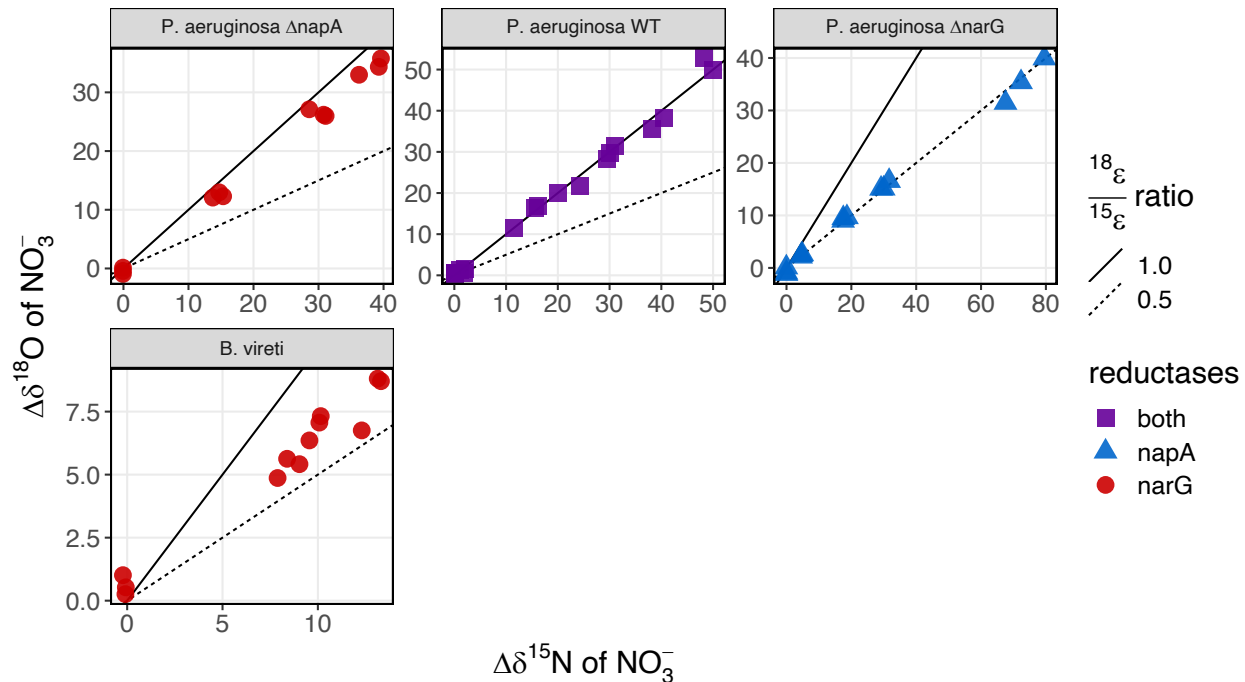 P. aeruginosa ΔnapA
P. aeruginosa WT
P. aeruginosa ΔnarG
30
20
10
0
0 10 20 30 40
50
40
30
20
10
0
0 10 20 30 40 50
40
30
20
10
0
0 20 40 60 80
B. vireti
7.5
5.0
2.5
0.0
0 5 10
Δδ¹⁸O of NO₃⁻
Δδ¹⁵N of NO₃⁻
¹⁸ε
¹⁵ε ratio
1.0
0.5
reductases
both
napA
narG